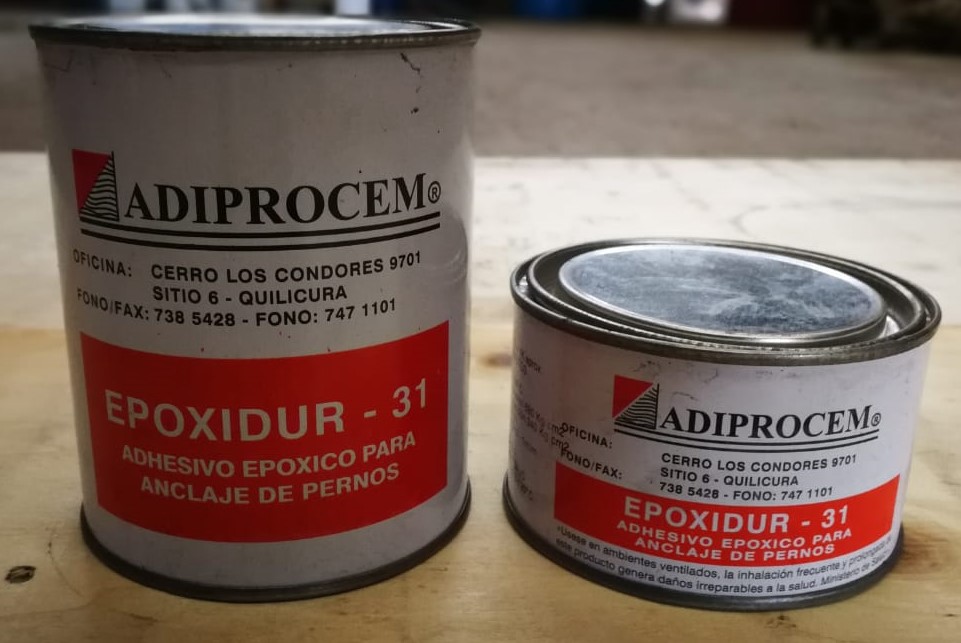 ADIPROCEM®
OFICINA: CERRO LOS CONDORES 9701
SITIO 6 - QUILICURA
FONO/FAX: 738 5428 - FONO: 747 1101
EPOXIDUR - 31
ADHESIVO EPOXICO PARA
ANCLAJE DE PERNOS
ADIPROCEM®
OFICINA: CERRO LOS CONDORES 9701
SITIO 6 - QUILICURA
FONO/FAX: 738 5428 - FONO: 747 1101
EPOXIDUR - 31
ADHESIVO EPOXICO PARA
ANCLAJE DE PERNOS
•Usese en ambientes ventilados, la inhalación frecuente y prolongada de
este producto genera daños irreparables a la salud. Ministerio de